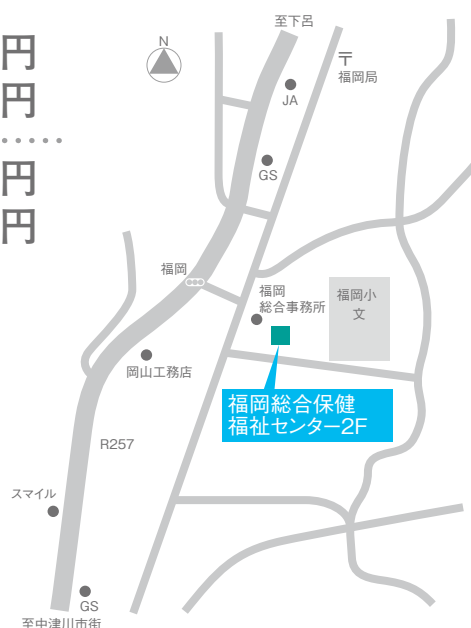 円
円
.....
円
円
至下呂
N
〒
福岡局
JA
GS
福岡
福岡
総合事務所
福岡小
文
岡山工務店
福岡総合保健
福祉センター2F
R257
スマイル
GS
至中津川市街